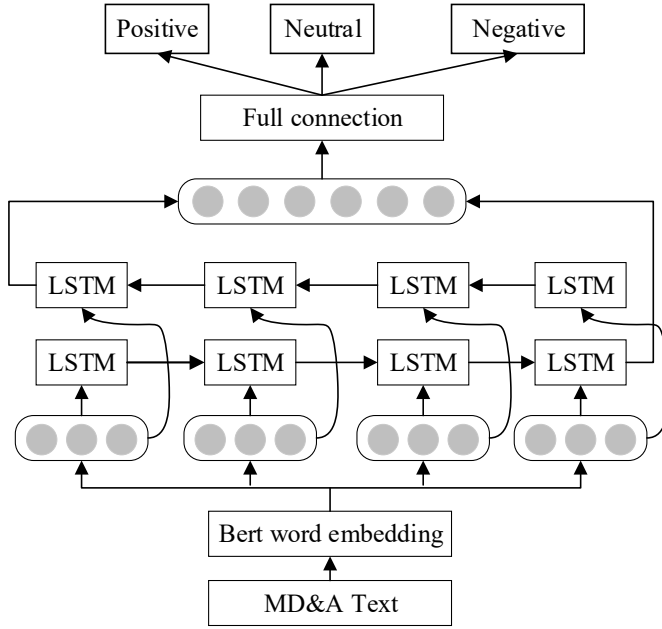 Positive
Neutral
Negative
Full connection
LSTM
LSTM
LSTM
LSTM
LSTM
LSTM
LSTM
LSTM
Bert word embedding
MD&A Text